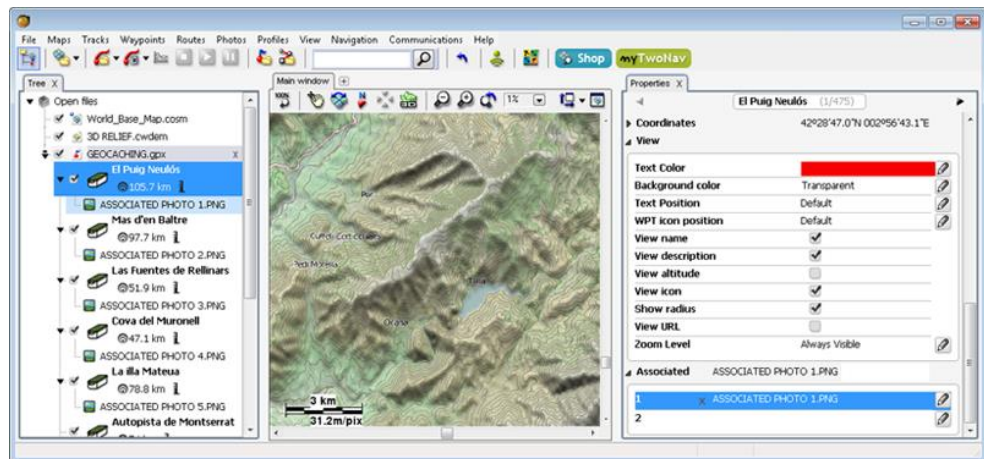 File Maps Tracks Waypoints Routes Photos Profiles View Navigation Communications Help
Shop
myTwoNav
Tree X
Open files
World_Base_Map.cosm
3D RELIEF.cwdem
GEOCACHING.gpx x
El Puig Neulós
105.7 km
ASSOCIATED PHOTO 1.PNG
Mas d'en Baltre
97.7 km
ASSOCIATED PHOTO 2.PNG
Las Fuentes de Rellinars
51.9 km
ASSOCIATED PHOTO 3.PNG
Cova del Muronell
47.1 km
ASSOCIATED PHOTO 4.PNG
La illa Mateua
78.8 km
ASSOCIATED PHOTO 5.PNG
Autopista de Montserrat
Main window
100%
1%
Ocaña
3 km
31.2m/pix
Properties X
El Puig Neulós (1/475)
Coordinates 42º28'47.0"N 002º56'43.1"E
View
Text Color
Background color Transparent
Text Position Default
WPT icon position Default
View name
View description
View altitude
View icon
Show radius
View URL
Zoom Level Always Visible
Associated ASSOCIATED PHOTO 1.PNG
1 x ASSOCIATED PHOTO 1.PNG
2